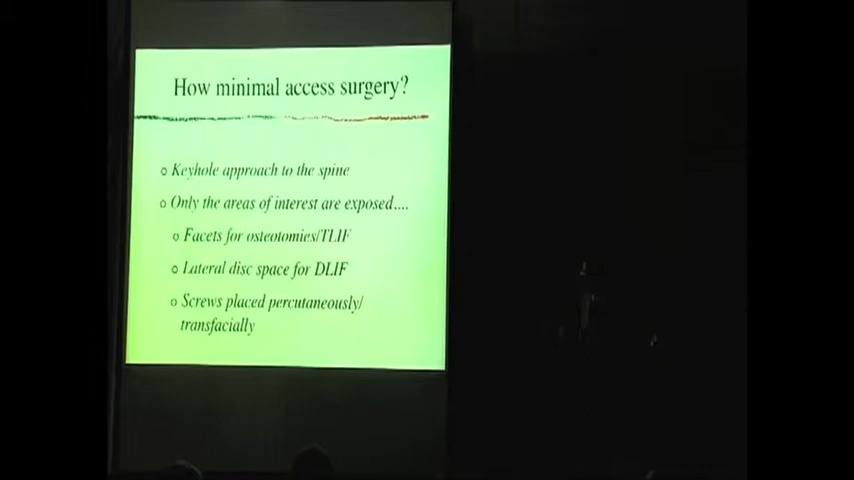 How minimal access surgery?
Keyhole approach to the spine
Only the areas of interest are exposed....
Facets for osteotomies/TLIF
Lateral disc space for DLIF
Screws placed percutaneously/
transfacially